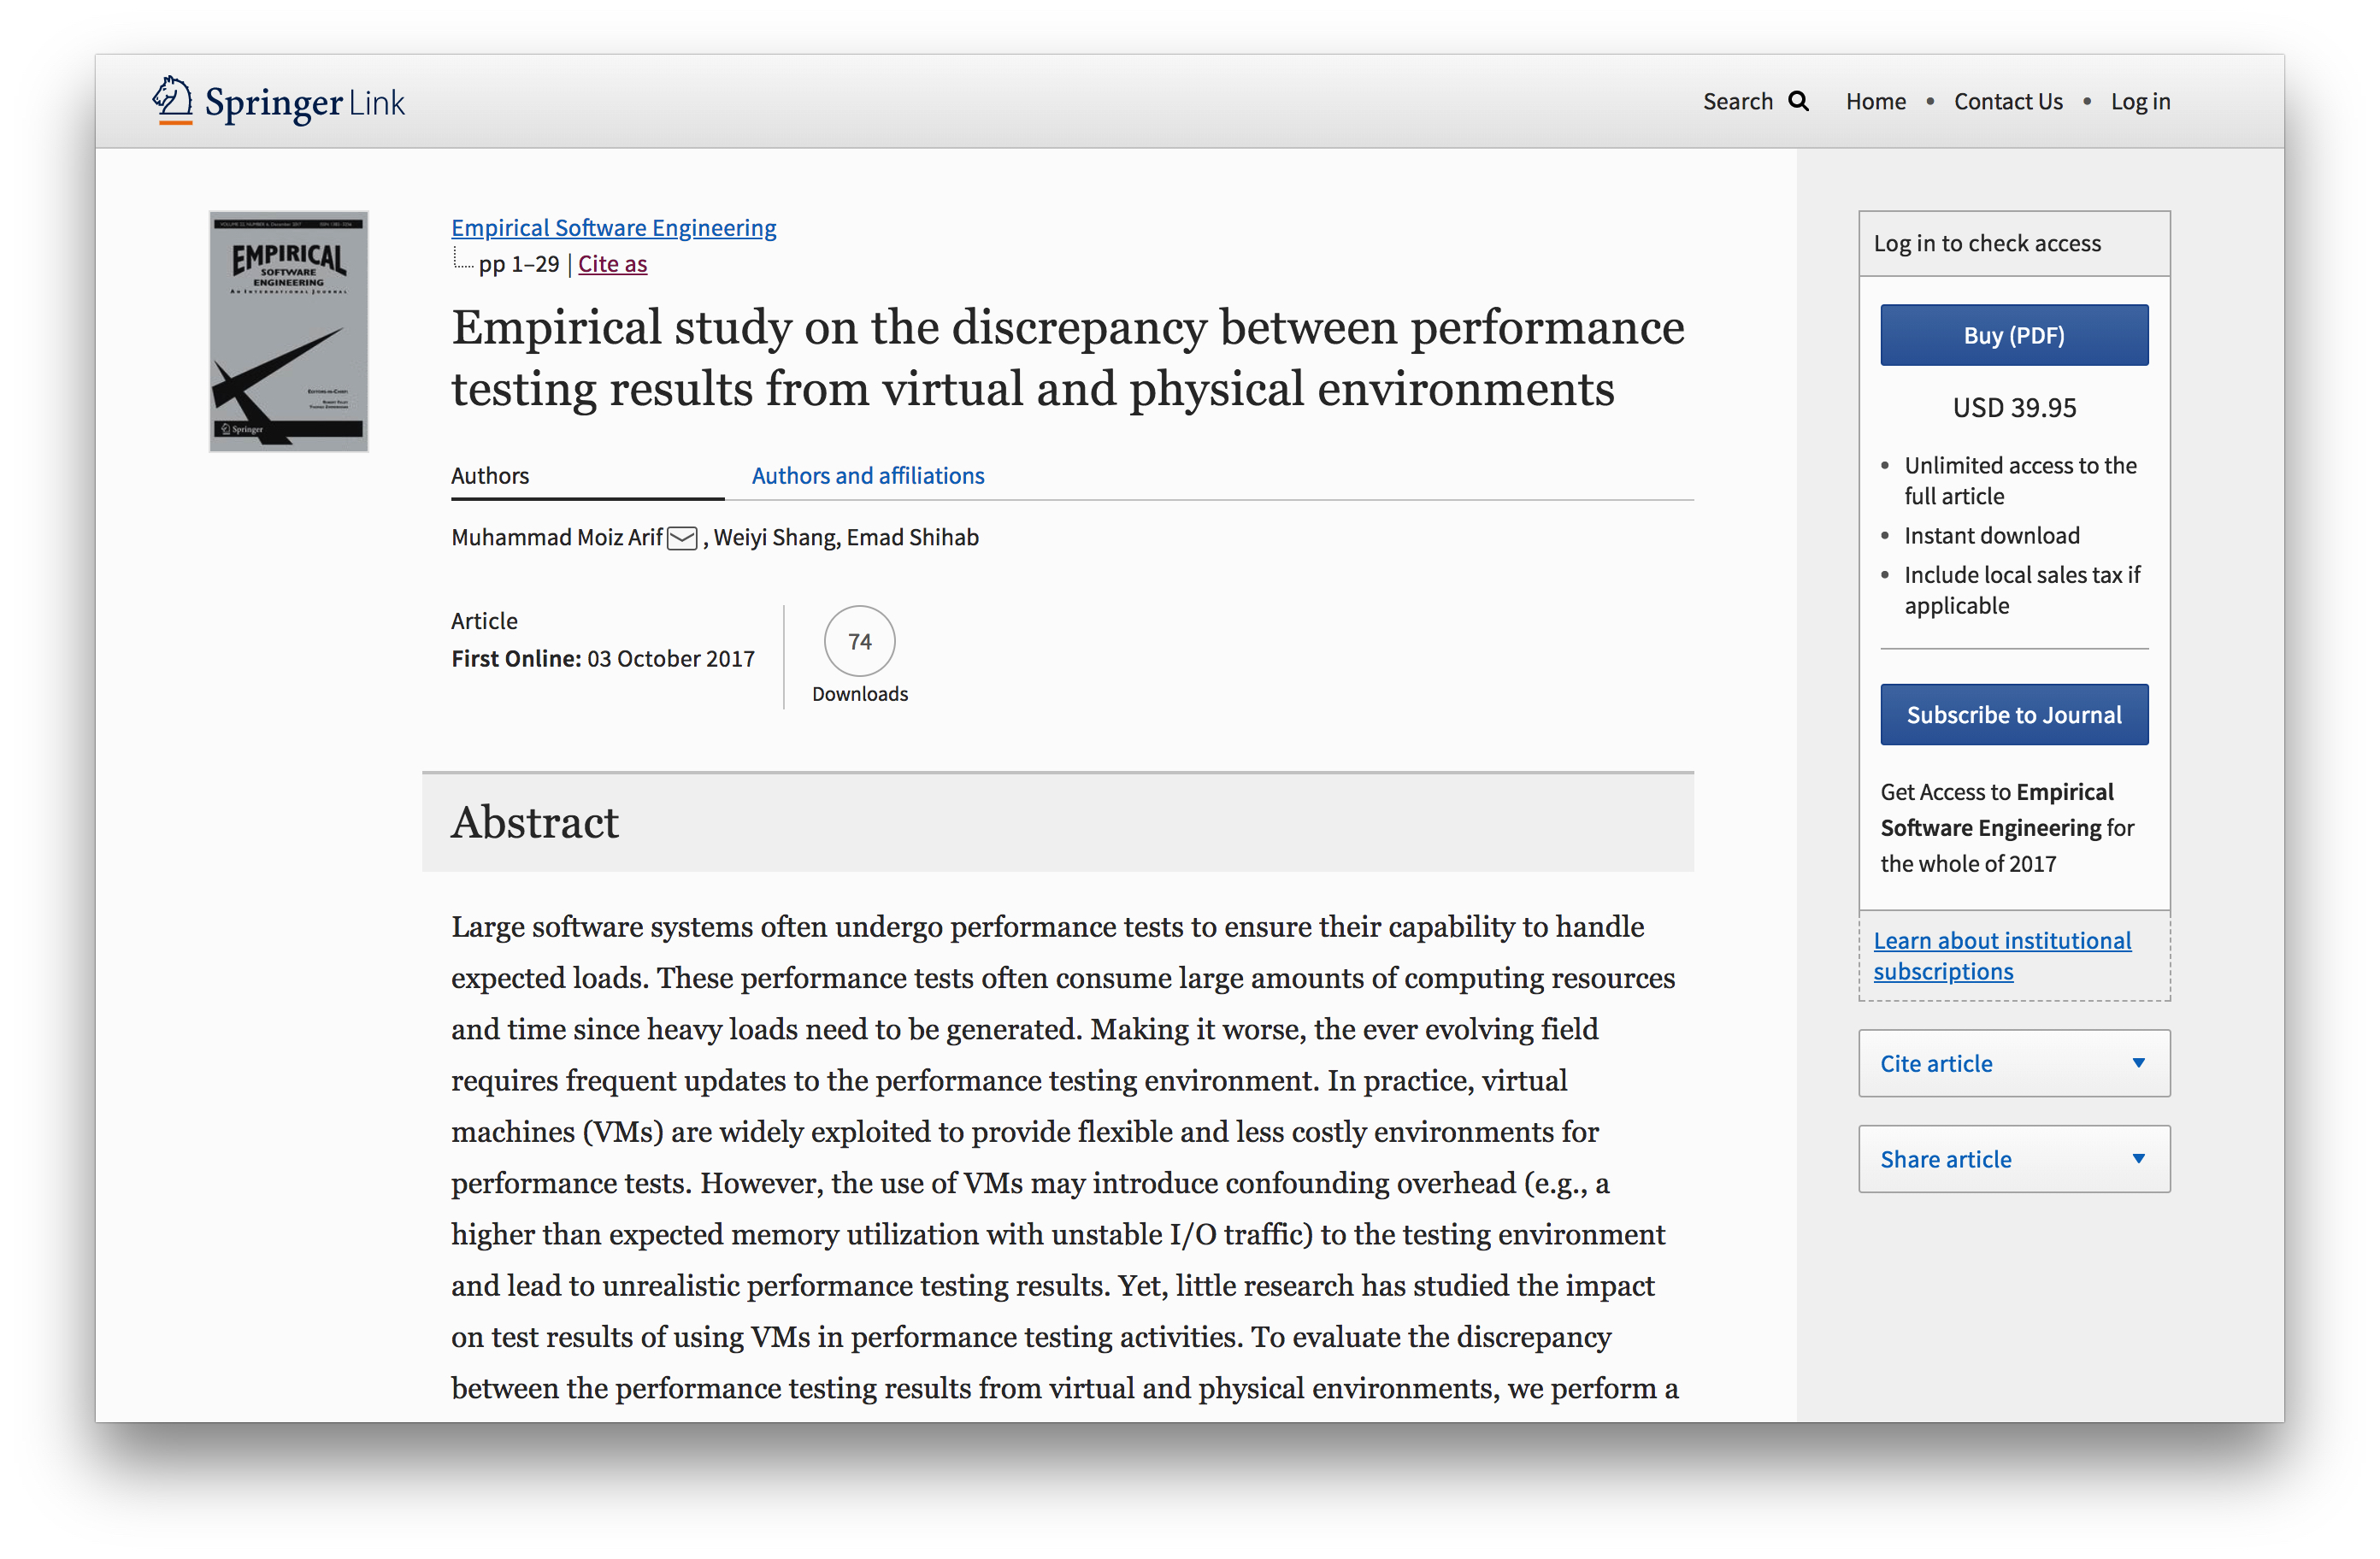 Springer Link
Search
Home • Contact Us • Log in
EMPIRICAL
SOFTWARE
ENGINEERING
AN INTERNATIONAL JOURNAL
Springer
Empirical Software Engineering
pp 1–29 | Cite as
Empirical study on the discrepancy between performance
testing results from virtual and physical environments
Authors
Authors and affiliations
Muhammad Moiz Arif , Weiyi Shang, Emad Shihab
Article
First Online: 03 October 2017
74
Downloads
Abstract
Large software systems often undergo performance tests to ensure their capability to handle
expected loads. These performance tests often consume large amounts of computing resources
and time since heavy loads need to be generated. Making it worse, the ever evolving field
requires frequent updates to the performance testing environment. In practice, virtual
machines (VMs) are widely exploited to provide flexible and less costly environments for
performance tests. However, the use of VMs may introduce confounding overhead (e.g., a
higher than expected memory utilization with unstable I/O traffic) to the testing environment
and lead to unrealistic performance testing results. Yet, little research has studied the impact
on test results of using VMs in performance testing activities. To evaluate the discrepancy
between the performance testing results from virtual and physical environments, we perform a
Log in to check access
Buy (PDF)
USD 39.95
• Unlimited access to the
full article
• Instant download
• Include local sales tax if
applicable
Subscribe to Journal
Get Access to Empirical
Software Engineering for
the whole of 2017
Learn about institutional
subscriptions
Cite article
Share article